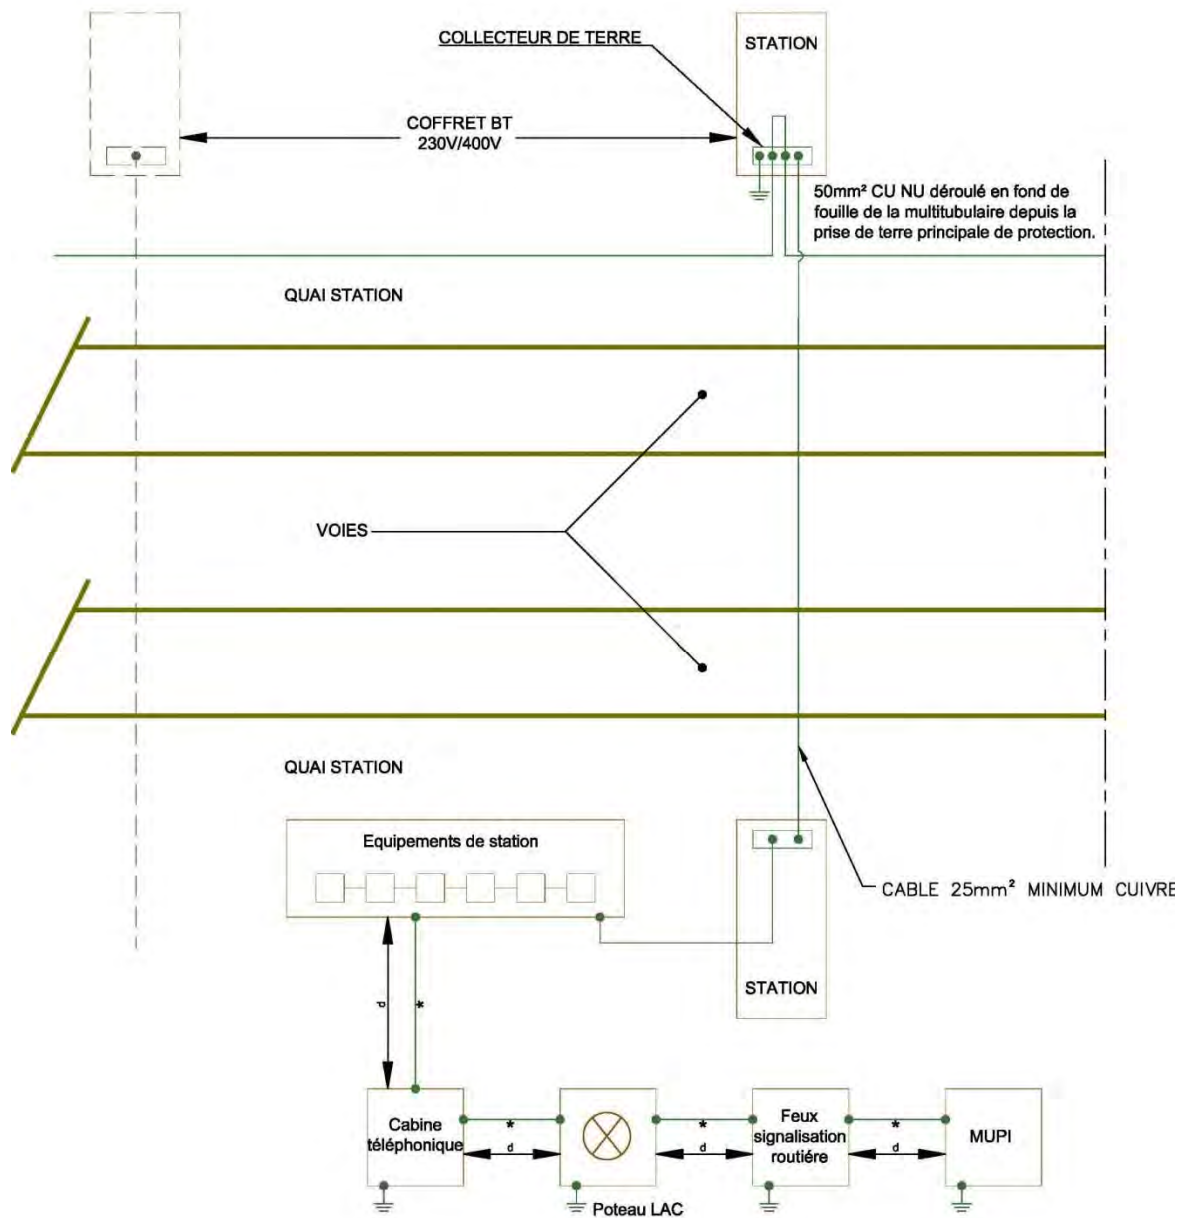 COLLECTEUR DE TERRE
STATION
COFFRET BT
230V/400V
50mm² CU NU déroulé en fond de
fouille de la multitubulaire depuis la
prise de terre principale de protection.
QUAI STATION
VOIES
QUAI STATION
Equipements de station
CABLE 25mm² MINIMUM CUIVRE
STATION
d
*
Cabine
téléphonique
*
d
Poteau LAC
*
d
Feux
signalisation
routiére
*
d
MUPI